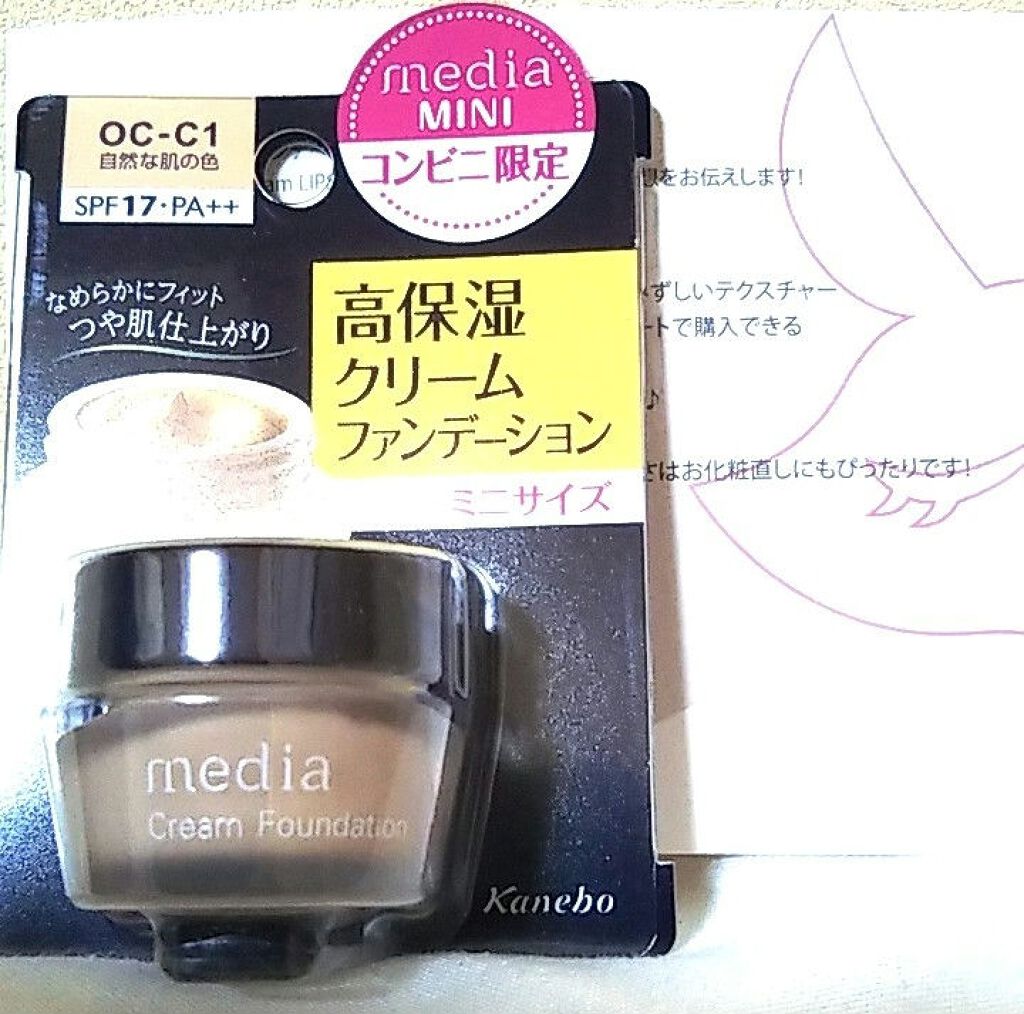 media
MINI
コンビニ限定
OC-C1
自然な肌の色
SPF17・PA++
am LIPS
なめらかにフィット
つや肌仕上がり
高保湿
クリーム
ファンデーション
ミニサイズ
media
Cream Foundation
Kanebo
をお伝えします!
ずしいテクスチャー
トで購入できる
♪
さはお化粧直しにもぴったりです!